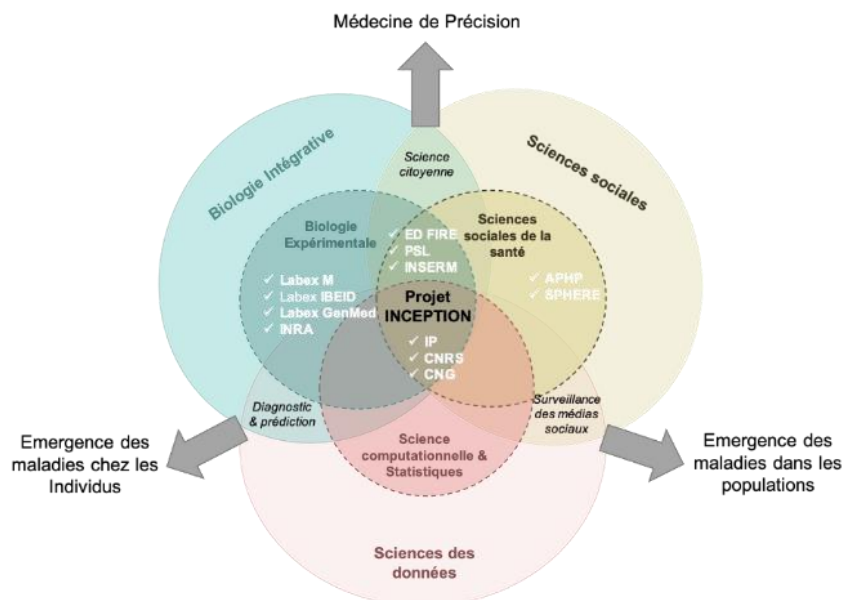 Médecine de Précision
Biologie Intégrative
Sciences sociales
Science
citoyenne
Biologie
Expérimentale
Sciences
sociales de la
santé
✓ ED FIRE
✓ PSL
✓ INSERM
✓ Labex M
✓ Labex IBEID
✓ Labex GenMed
✓ INRA
✓ APHP
✓ SPHERE
Projet
INCEPTION
✓ IP
✓ CNRS
✓ CNG
Diagnostic
& prédiction
Surveillance
des médias
sociaux
Science
computationnelle &
Statistiques
Emergence des
maladies chez les
Individus
Emergence des
maladies dans les
populations
Sciences des
données